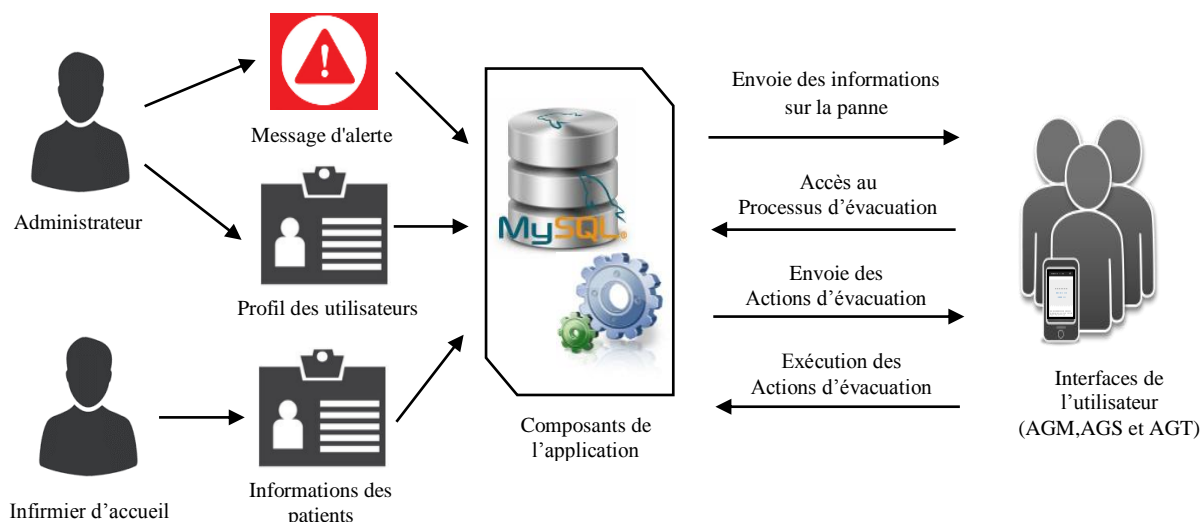 Administrateur
Message d'alerte
Profil des utilisateurs
Infirmier d’accueil
Informations des
patients
MySQL®
Composants de
l’application
Envoie des informations
sur la panne
Accès au
Processus d’évacuation
Envoie des
Actions d’évacuation
Exécution des
Actions d’évacuation
Interfaces de
l’utilisateur
(AGM,AGS et AGT)